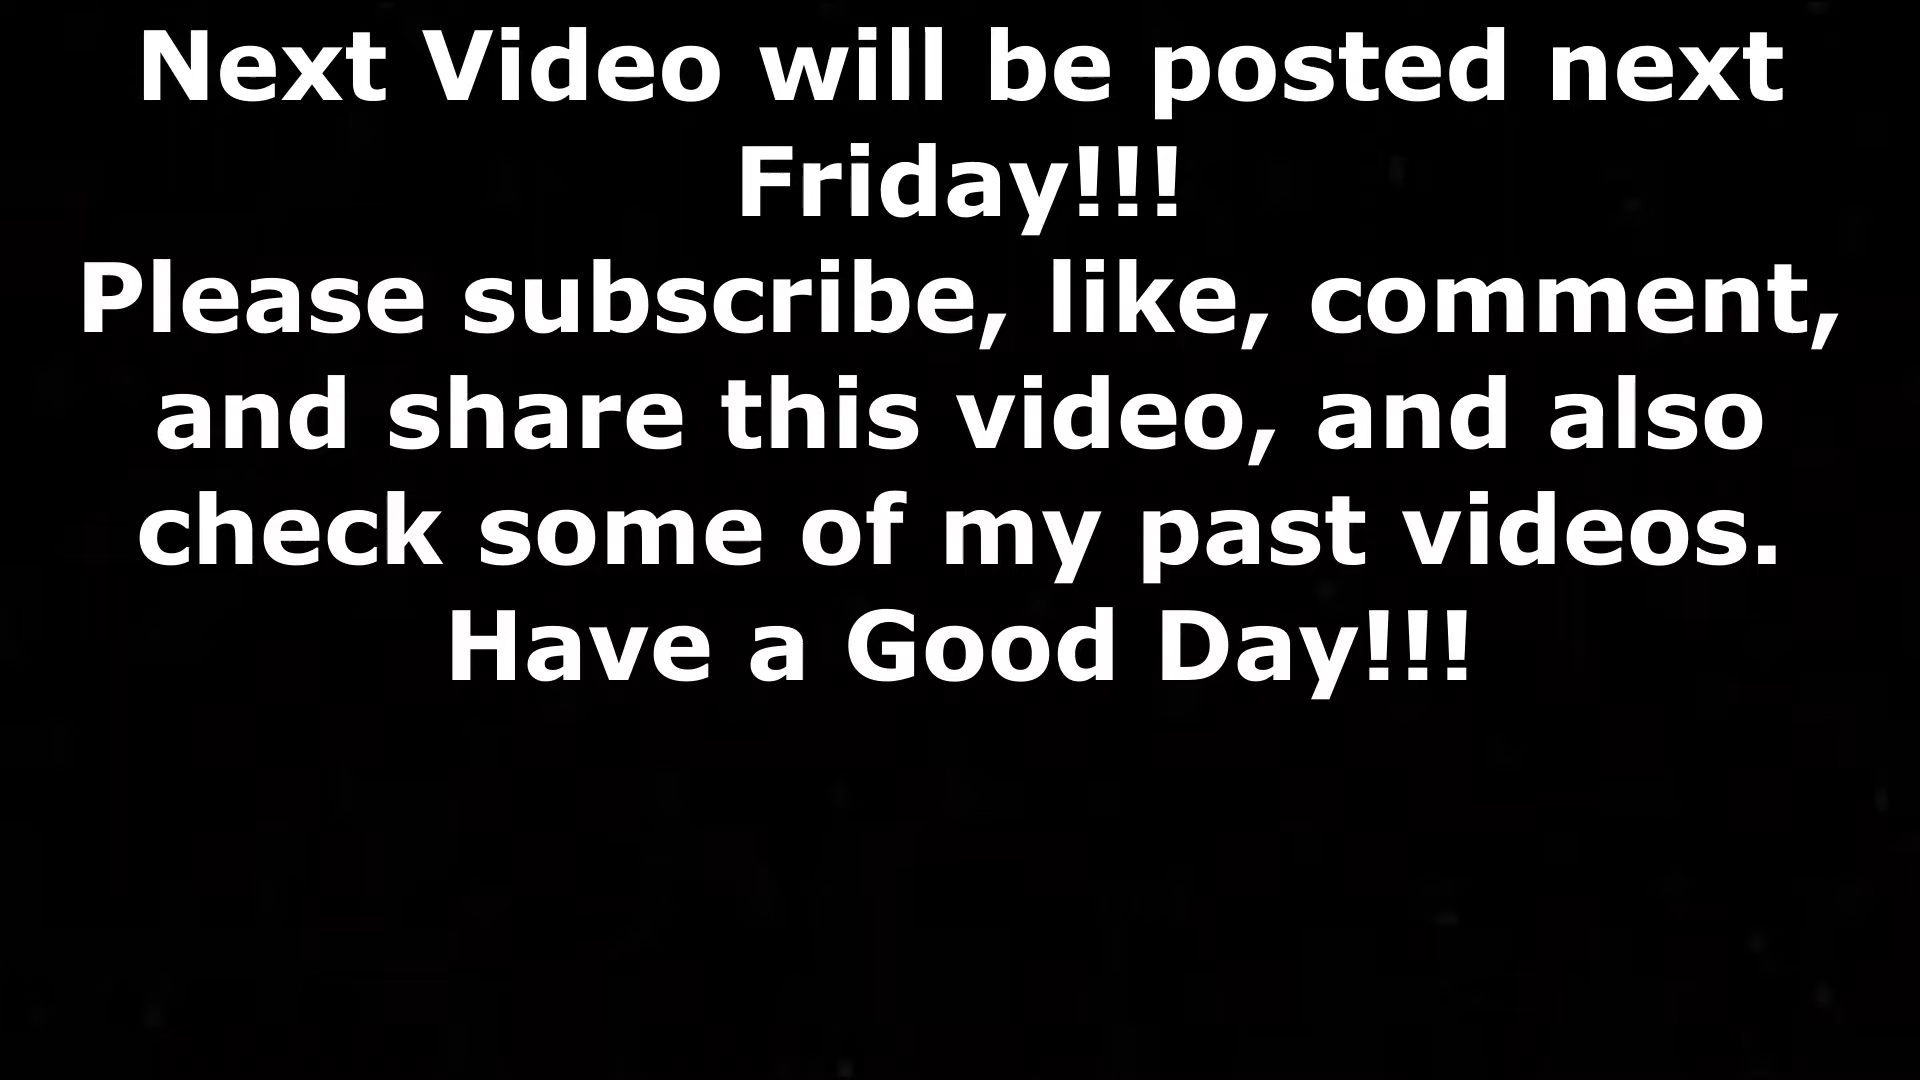 Next Video will be posted next
Friday!!!
Please subscribe, like, comment,
and share this video, and also
check some of my past videos.
Have a Good Day!!!